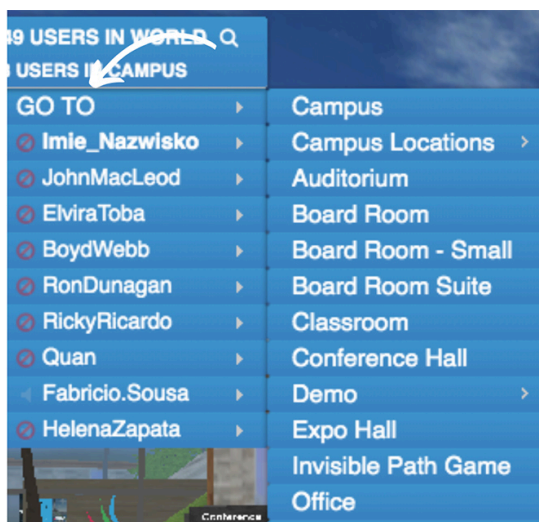 49 USERS IN WORLD
USERS IN CAMPUS
GO TO
Imie_Nazwisko
JohnMacLeod
ElviraToba
BoydWebb
RonDunagan
RickyRicardo
Quan
Fabricio.Sousa
HelenaZapata
Conference
Campus
Campus Locations
Auditorium
Board Room
Board Room - Small
Board Room Suite
Classroom
Conference Hall
Demo
Expo Hall
Invisible Path Game
Office